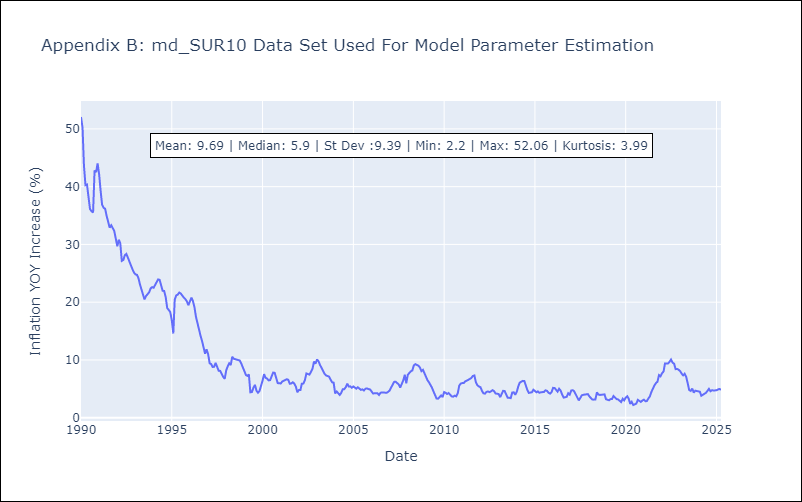 Appendix B: md_SUR10 Data Set Used For Model Parameter Estimation
Mean: 9.69 | Median: 5.9 | St Dev :9.39 | Min: 2.2 | Max: 52.06 | Kurtosis: 3.99
Inflation YOY Increase (%)
50
40
30
20
10
0
1990 1995 2000 2005 2010 2015 2020 2025
Date